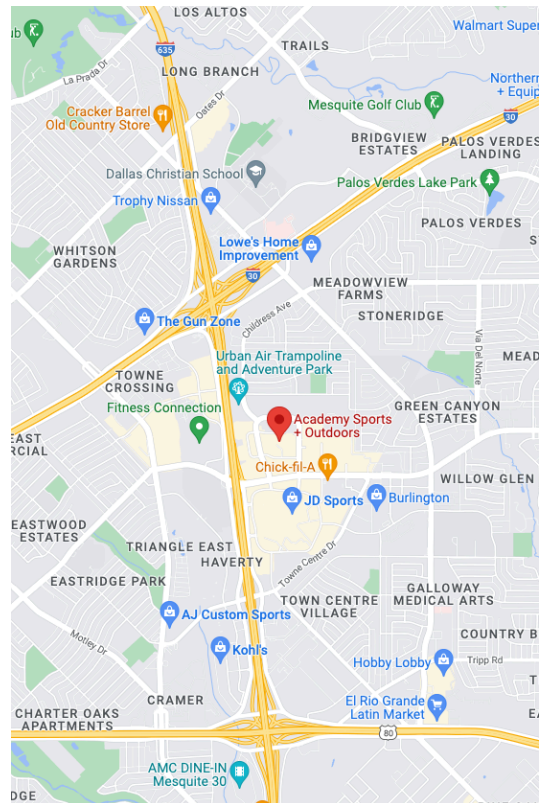 LOS ALTOS
ub
Walmart Super
635
TRAILS
La Prada Dr
LONG BRANCH
Oates Dr
Northern
+ Equip
Cracker Barrel
Old Country Store
Mesquite Golf Club
30
BRIDGVIEW
ESTATES
PALOS VERDES
LANDING
Dallas Christian School
Palos Verdes Lake Park
Trophy Nissan
PALOS VERDES
WHITSON
GARDENS
Lowe's Home
Improvement
S
30
MEADOWVIEW
FARMS
Childress Ave
STONERIDGE
The Gun Zone
Via Del Norte
Urban Air Trampoline
and Adventure Park
MEAD
TOWNE
CROSSING
Fitness Connection
GREEN CANYON
ESTATES
Academy Sports
+ Outdoors
EAST
RCIAL
Chick-fil-A
WILLOW GLEN
JD Sports
Burlington
EASTWOOD
ESTATES
TRIANGLE EAST
HAVERTY
Towne Centre Dr
EASTRIDGE PARK
TOWN CENTRE
VILLAGE
GALLOWAY
MEDICAL ARTS
AJ Custom Sports
Motley Dr
COUNTRY B
Kohl's
Hobby Lobby
Tripp Rd
T
CRAMER
El Rio Grande
Latin Market
CHARTER OAKS
APARTMENTS
EA
80
AMC DINE-IN
Mesquite 30
DGE